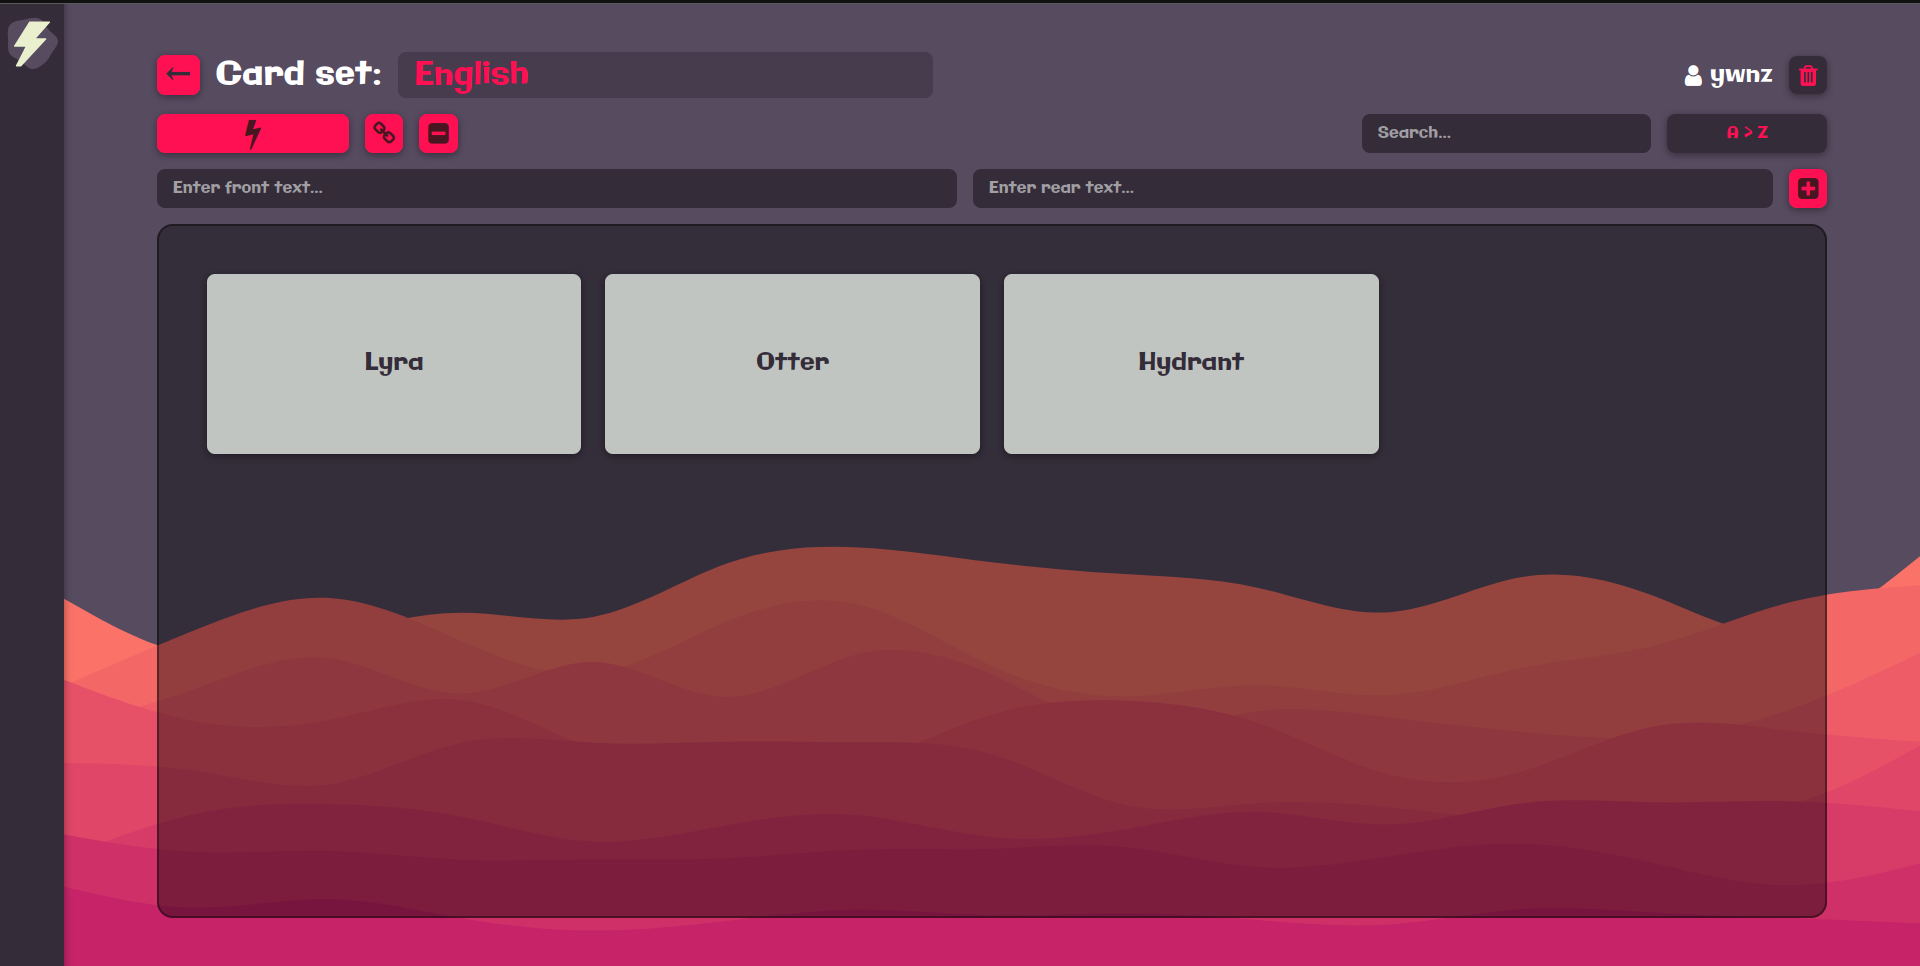 Card set: English
ywnz
Search...
A > Z
Enter front text...
Enter rear text...
Lyra
Otter
Hydrant